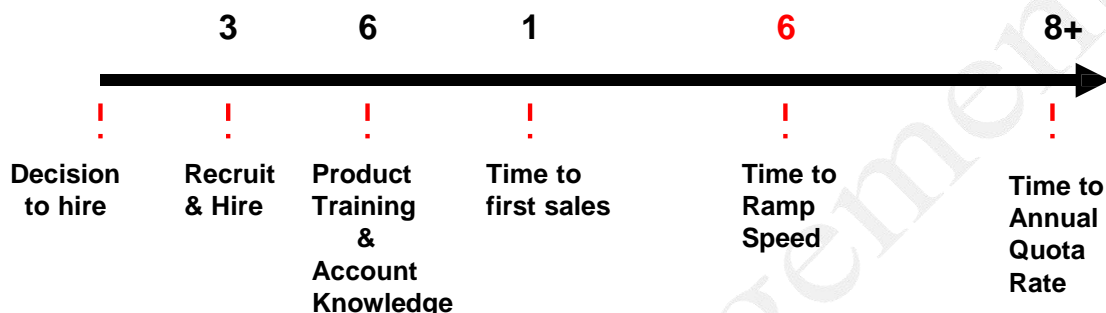 3 6 1 6 8+
Decision
to hire
Recruit
& Hire
Product
Training
&
Account
Knowledge
Time to
first sales
Time to
Ramp
Speed
Time to
Annual
Quota
Rate